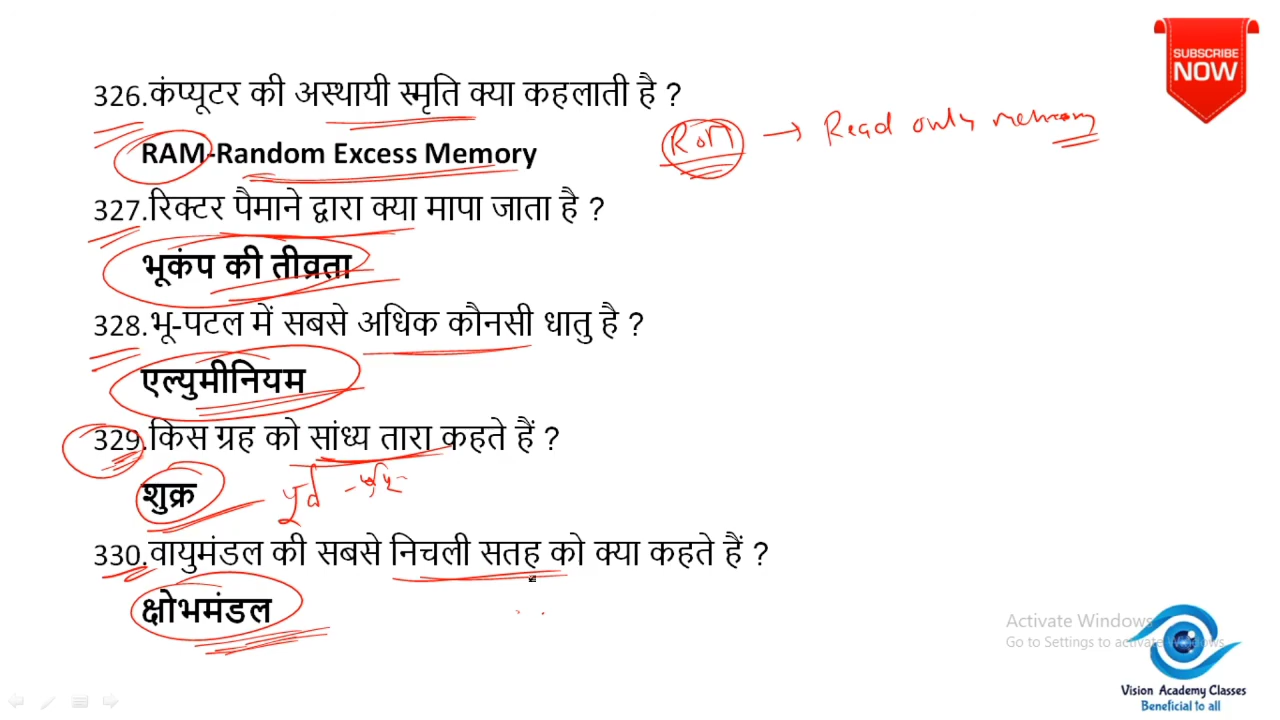 SUBSCRIBE
NOW
326.कंप्यूटर की अस्थायी स्मृति क्या कहलाती है ?
ROM → Read only memory
RAM-Random Excess Memory
327.रिक्टर पैमाने द्वारा क्या मापा जाता है ?
भूकंप की तीव्रता
328.भू-पटल में सबसे अधिक कौनसी धातु है ?
एल्युमीनियम
329.किस ग्रह को सांध्य तारा कहते हैं ?
शुक्र
330.वायुमंडल की सबसे निचली सतह को क्या कहते हैं ?
क्षोभमंडल
Activate Windows
Go to Settings to activate Windows
Vision Academy Classes
Beneficial to all